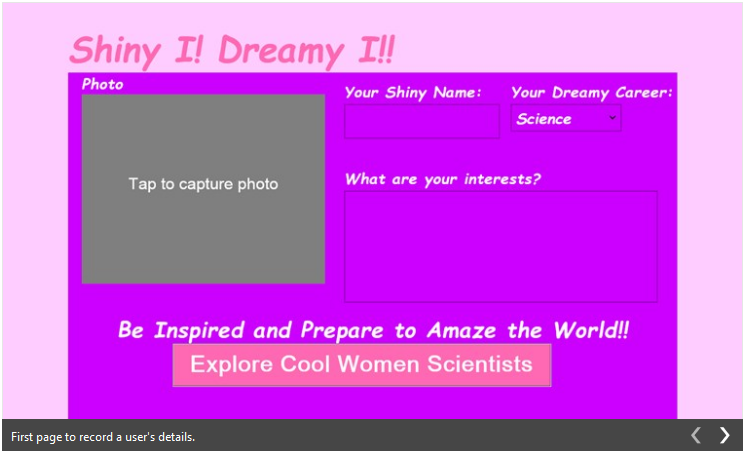 Shiny I! Dreamy I!!
Photo
Your Shiny Name:
Your Dreamy Career:
Science
Tap to capture photo
What are your interests?
Be Inspired and Prepare to Amaze the World!!
Explore Cool Women Scientists
First page to record a user's details.